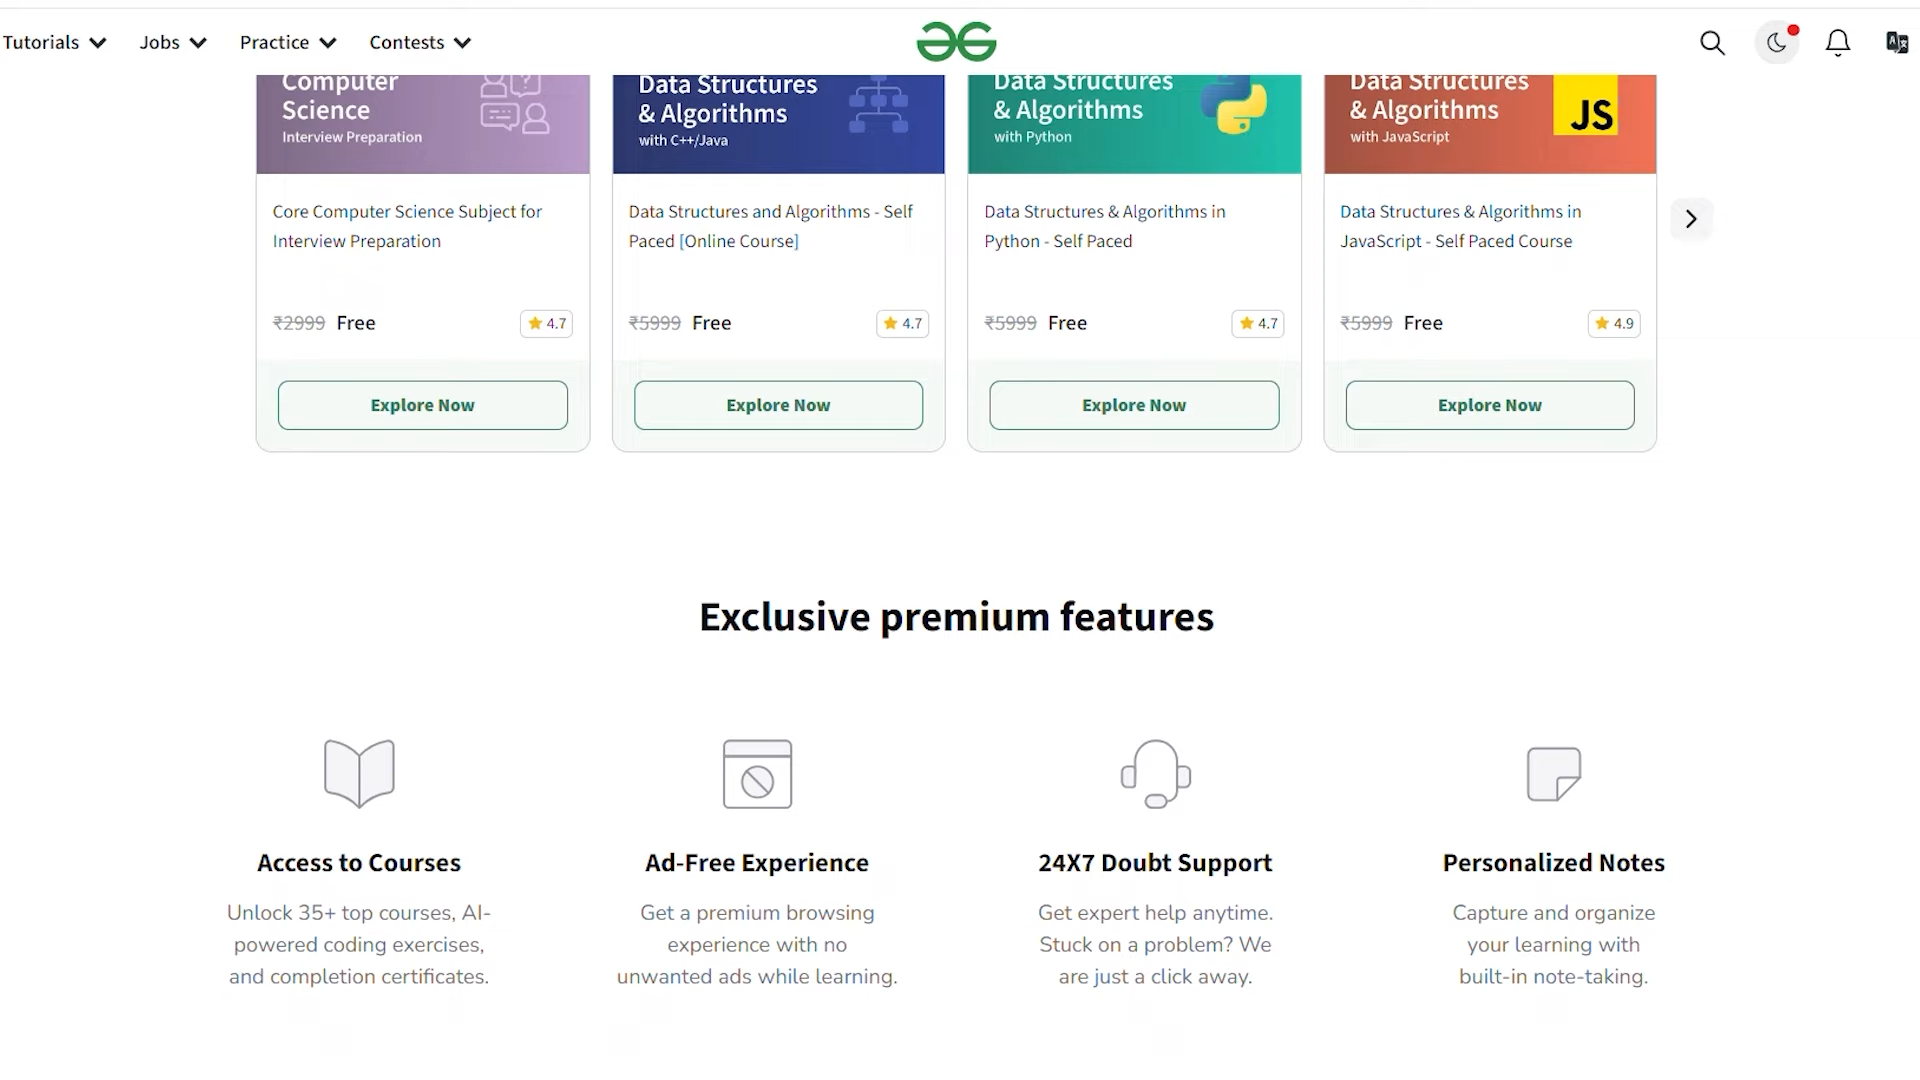 Tutorials Jobs Practice Contests
Computer
Science
Interview Preparation
Data Structures
& Algorithms
with C++/Java
Data Structures
& Algorithms
with Python
Data Structures
& Algorithms
with JavaScript
JS
Core Computer Science Subject for
Interview Preparation
₹2999 Free
4.7
Explore Now
Data Structures and Algorithms - Self
Paced [Online Course]
₹5999 Free
4.7
Explore Now
Data Structures & Algorithms in
Python - Self Paced
₹5999 Free
4.7
Explore Now
Data Structures & Algorithms in
JavaScript - Self Paced Course
₹5999 Free
4.9
Explore Now
Exclusive premium features
Access to Courses
Unlock 35+ top courses, AI-
powered coding exercises,
and completion certificates.
Ad-Free Experience
Get a premium browsing
experience with no
unwanted ads while learning.
24X7 Doubt Support
Get expert help anytime.
Stuck on a problem? We
are just a click away.
Personalized Notes
Capture and organize
your learning with
built-in note-taking.